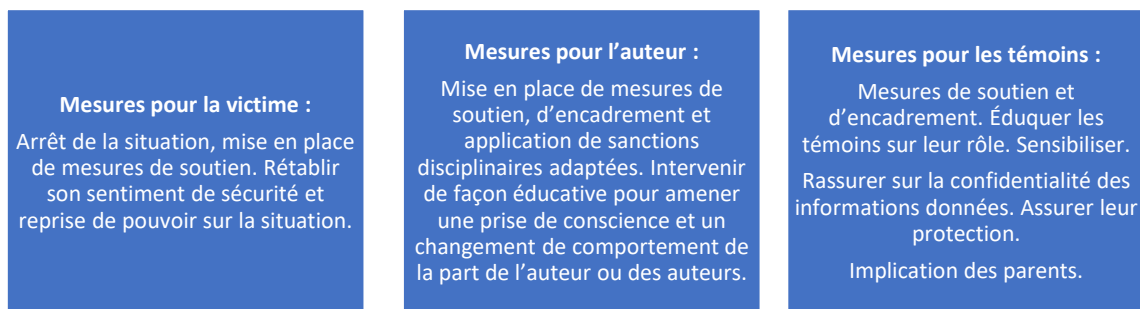 Mesures pour la victime :
Arrêt de la situation, mise en place
de mesures de soutien. Rétablir
son sentiment de sécurité et
reprise de pouvoir sur la situation.
Mesures pour l’auteur :
Mise en place de mesures de
soutien, d’encadrement et
application de sanctions
disciplinaires adaptées. Intervenir
de façon éducative pour amener
une prise de conscience et un
changement de comportement de
la part de l’auteur ou des auteurs.
Mesures pour les témoins :
Mesures de soutien et
d’encadrement. Éduquer les
témoins sur leur rôle. Sensibiliser.
Rassurer sur la confidentialité des
informations données. Assurer leur
protection.
Implication des parents.